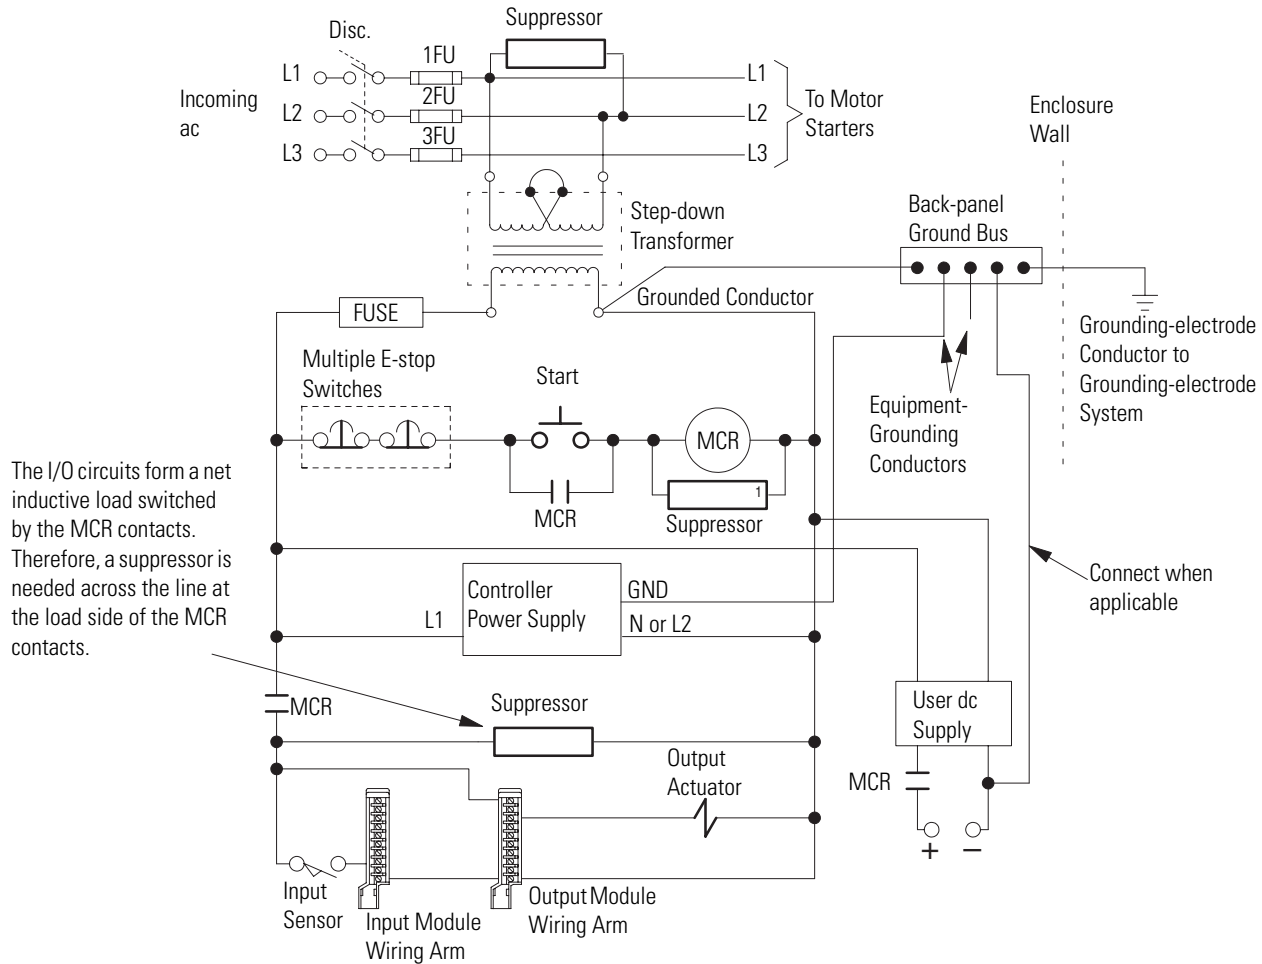 Suppressor
Disc.
1FU
L1
L1
Incoming
ac
2FU
L2
L2
To Motor
Starters
3FU
L3
L3
Enclosure
Wall
Step-down
Transformer
Back-panel
Ground Bus
Grounded Conductor
FUSE
Grounding-electrode
Conductor to
Grounding-electrode
System
Multiple E-stop
Switches
Start
MCR
Equipment-
Grounding
Conductors
The I/O circuits form a net
inductive load switched
by the MCR contacts.
Therefore, a suppressor is
needed across the line at
the load side of the MCR
contacts.
1
MCR
Suppressor
Controller
Power Supply
GND
L1
N or L2
Connect when
applicable
MCR
Suppressor
User dc
Supply
Output
Actuator
MCR
+
−
Input
Sensor
Input Module
Wiring Arm
Output Module
Wiring Arm